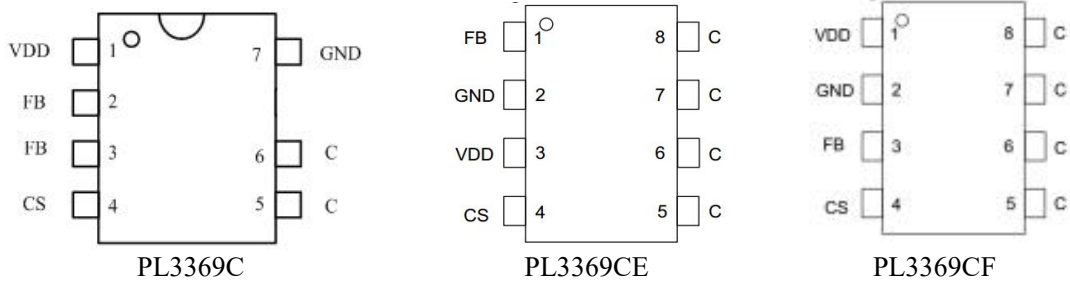 VDD 1 7 GND
FB 2
FB 3 6 C
CS 4 5 C
PL3369C
FB 1 8 C
GND 2 7 C
VDD 3 6 C
CS 4 5 C
PL3369CE
VDD 1 8 C
GND 2 7 C
FB 3 6 C
CS 4 5 C
PL3369CF